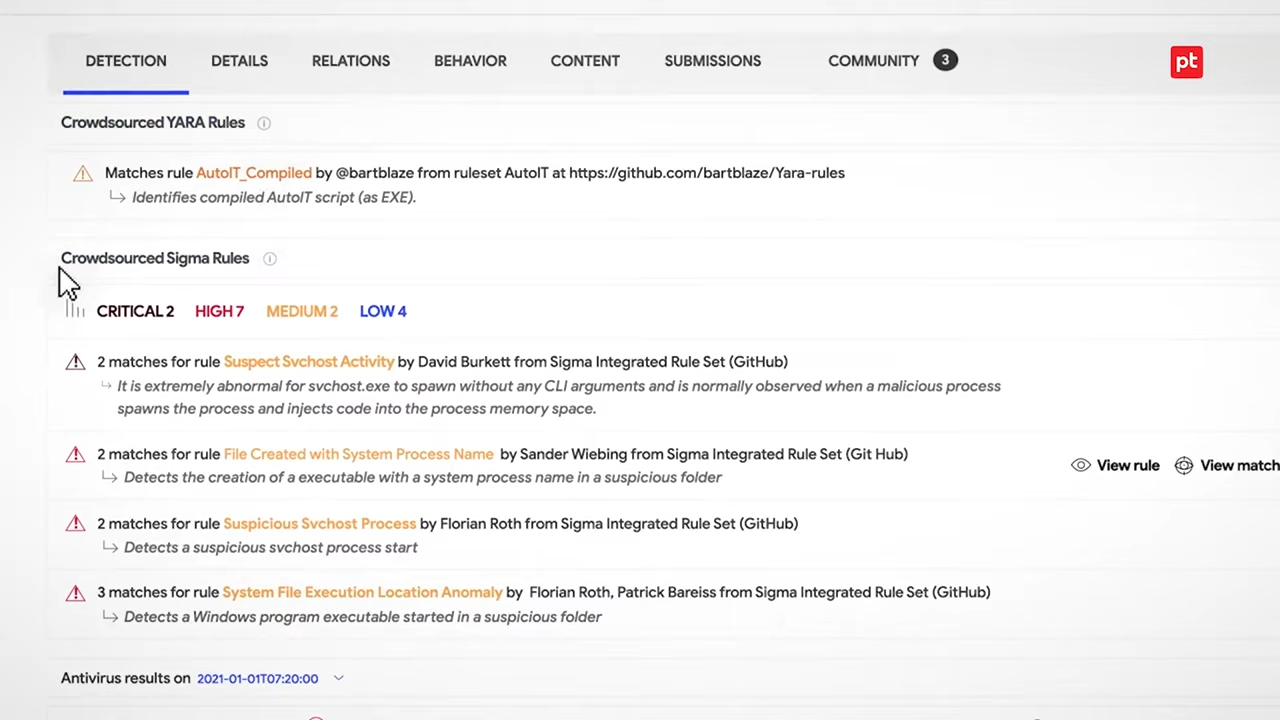 DETECTION DETAILS RELATIONS BEHAVIOR CONTENT SUBMISSIONS COMMUNITY 3
pt
Crowdsourced YARA Rules
Matches rule AutoIT_Compiled by @bartblaze from ruleset AutoIT at https://github.com/bartblaze/Yara-rules
Identifies compiled AutoIT script (as EXE).
Crowdsourced Sigma Rules
CRITICAL 2 HIGH 7 MEDIUM 2 LOW 4
2 matches for rule Suspect Svchost Activity by David Burkett from Sigma Integrated Rule Set (GitHub)
It is extremely abnormal for svchost.exe to spawn without any CLI arguments and is normally observed when a malicious process
spawns the process and injects code into the process memory space.
2 matches for rule File Created with System Process Name by Sander Wiebing from Sigma Integrated Rule Set (Git Hub)
Detects the creation of a executable with a system process name in a suspicious folder
View rule View match
2 matches for rule Suspicious Svchost Process by Florian Roth from Sigma Integrated Rule Set (GitHub)
Detects a suspicious svchost process start
3 matches for rule System File Execution Location Anomaly by Florian Roth, Patrick Bareiss from Sigma Integrated Rule Set (GitHub)
Detects a Windows program executable started in a suspicious folder
Antivirus results on 2021-01-01T07:20:00